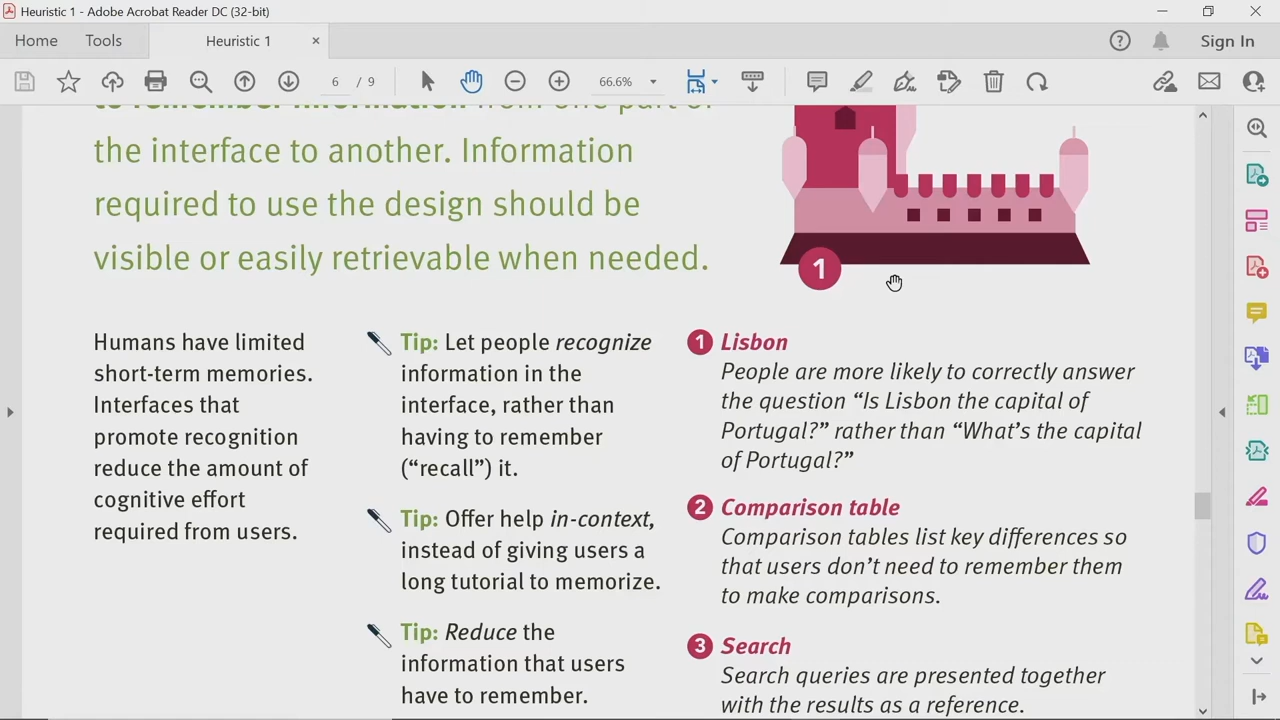 Heuristic 1 - Adobe Acrobat Reader DC (32-bit)
Home
Tools
Heuristic 1
Sign In
6 / 9
66.6%
to remember information from one part of
the interface to another. Information
required to use the design should be
visible or easily retrievable when needed.
1
Humans have limited
short-term memories.
Interfaces that
promote recognition
reduce the amount of
cognitive effort
required from users.
Tip: Let people recognize
information in the
interface, rather than
having to remember
(“recall”) it.
Tip: Offer help in-context,
instead of giving users a
long tutorial to memorize.
Tip: Reduce the
information that users
have to remember.
1 Lisbon
People are more likely to correctly answer
the question “Is Lisbon the capital of
Portugal?” rather than “What’s the capital
of Portugal?”
2 Comparison table
Comparison tables list key differences so
that users don’t need to remember them
to make comparisons.
3 Search
Search queries are presented together
with the results as a reference.